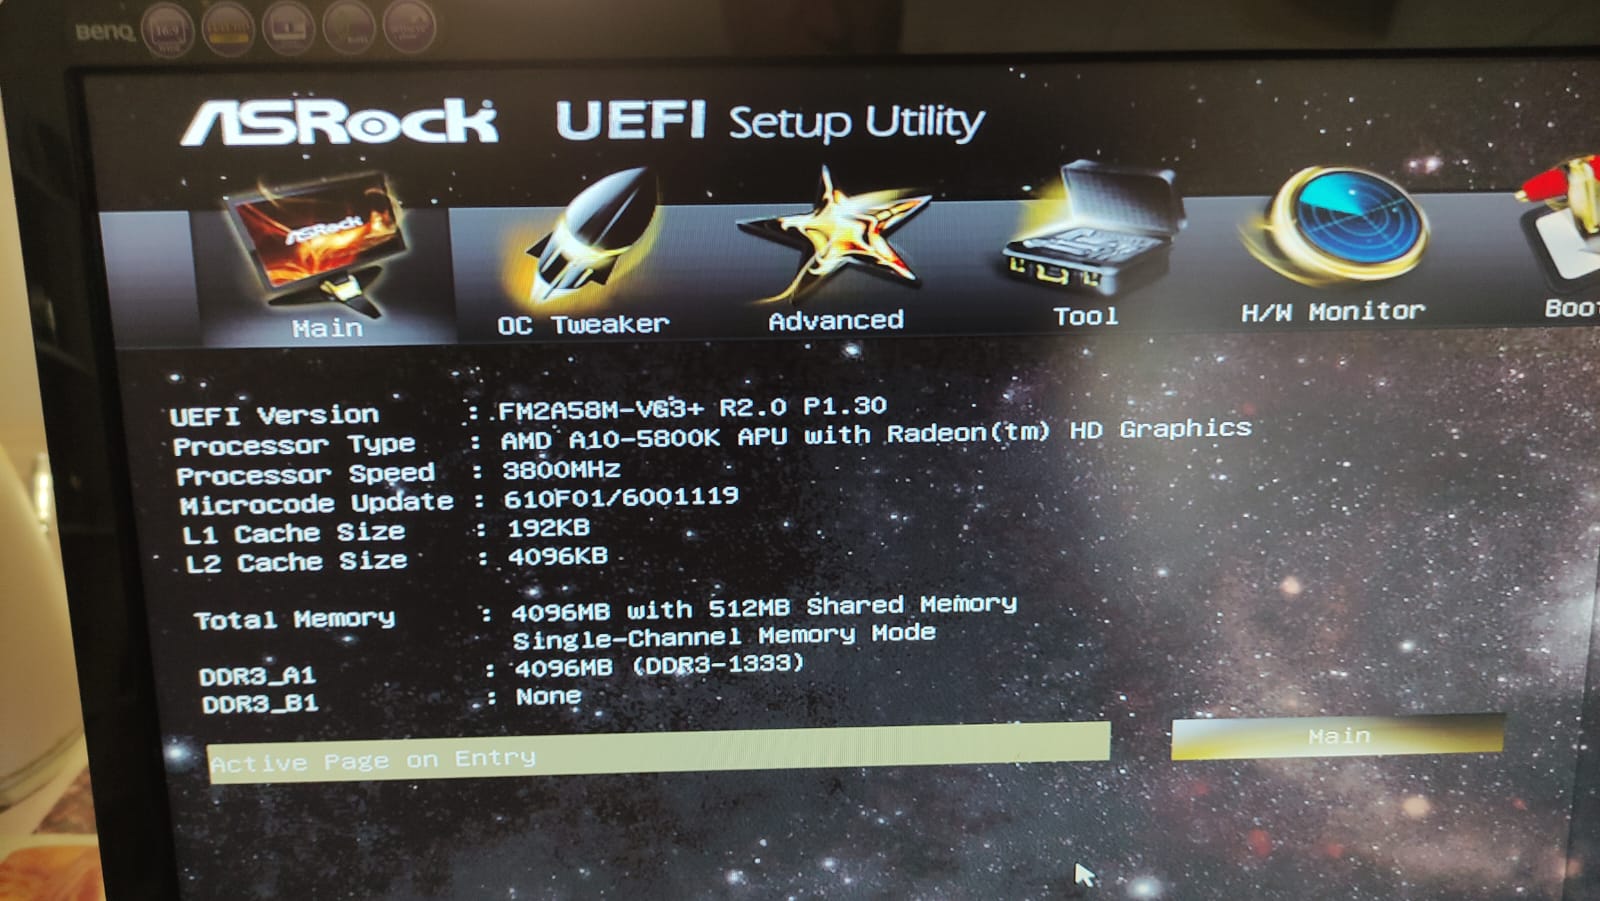 BenQ
16:9
ASRock UEFI Setup Utility
ASRock
Main OC Tweaker Advanced Tool H/W Monitor Boo
UEFI Version : FM2A58M-VG3+ R2.0 P1.30
Processor Type : AMD A10-5800K APU with Radeon(tm) HD Graphics
Processor Speed : 3800MHz
Microcode Update : 610F01/6001119
L1 Cache Size : 192KB
L2 Cache Size : 4096KB
Total Memory : 4096MB with 512MB Shared Memory
Single-Channel Memory Mode
DDR3_A1 : 4096MB (DDR3-1333)
DDR3_B1 : None
Active Page on Entry Main